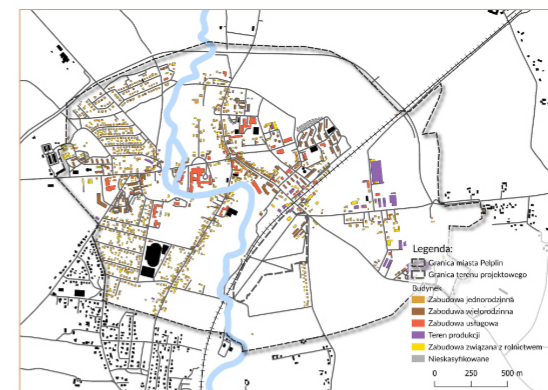 Legenda:
Granica miasta Pelplin
Granica terenu projektowego
Budynek
Zabudowa jednorodzinna
Zabudowa wielorodzinna
Zabudowa usługowa
Teren produkcji
Zabudowa związana z rolnictwem
Nieskasyfikowane
0 250 500 m